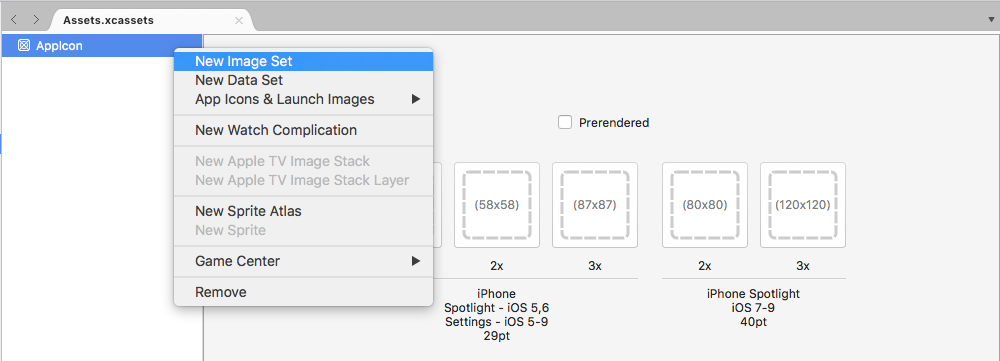 Assets.xcassets
AppIcon
New Image Set
New Data Set
App Icons & Launch Images
New Watch Complication
New Apple TV Image Stack
New Apple TV Image Stack Layer
New Sprite Atlas
New Sprite
Game Center
Remove
Prerendered
(58x58)
(87x87)
(80x80)
(120x120)
2x
3x
2x
3x
iPhone
Spotlight - iOS 5,6
Settings - iOS 5-9
29pt
iPhone Spotlight
iOS 7-9
40pt